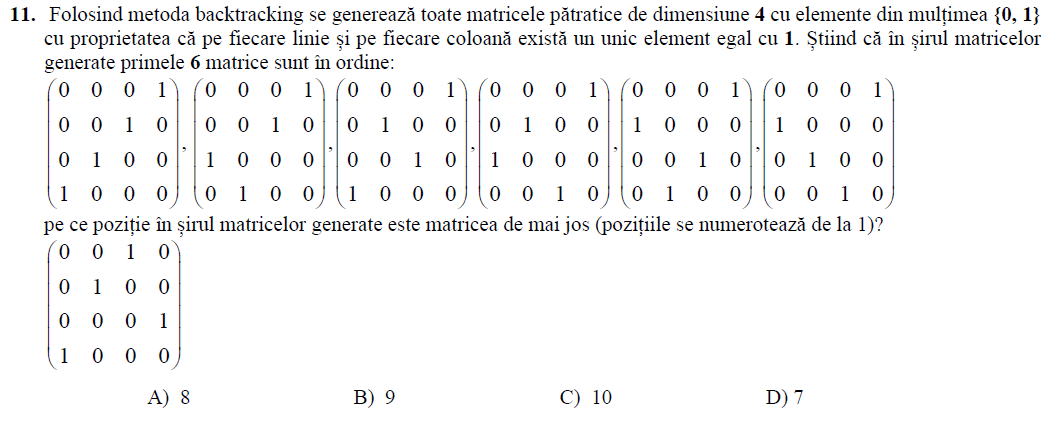 11. Folosind metoda backtracking se generează toate matricele pătratice de dimensiune 4 cu elemente din mulțimea {0, 1}
cu proprietatea că pe fiecare linie și pe fiecare coloană există un unic element egal cu 1. Știind că în șirul matricelor
generate primele 6 matrice sunt în ordine:
(0 0 0 1) (0 0 0 1) (0 0 0 1) (0 0 0 1) (0 0 0 1) (0 0 0 1)
0 0 1 0 0 0 1 0 0 1 0 0 0 1 0 0 1 0 0 0 1 0 0 0
0 1 0 0 , 1 0 0 0 , 0 0 1 0 , 1 0 0 0 , 0 0 1 0 , 0 1 0 0
(1 0 0 0) (0 1 0 0) (1 0 0 0) (0 0 1 0) (0 1 0 0) (0 0 1 0)
pe ce poziție în șirul matricelor generate este matricea de mai jos (pozițiile se numerotează de la 1)?
(0 0 1 0)
0 1 0 0
0 0 0 1
(1 0 0 0)
A) 8 B) 9 C) 10 D) 7